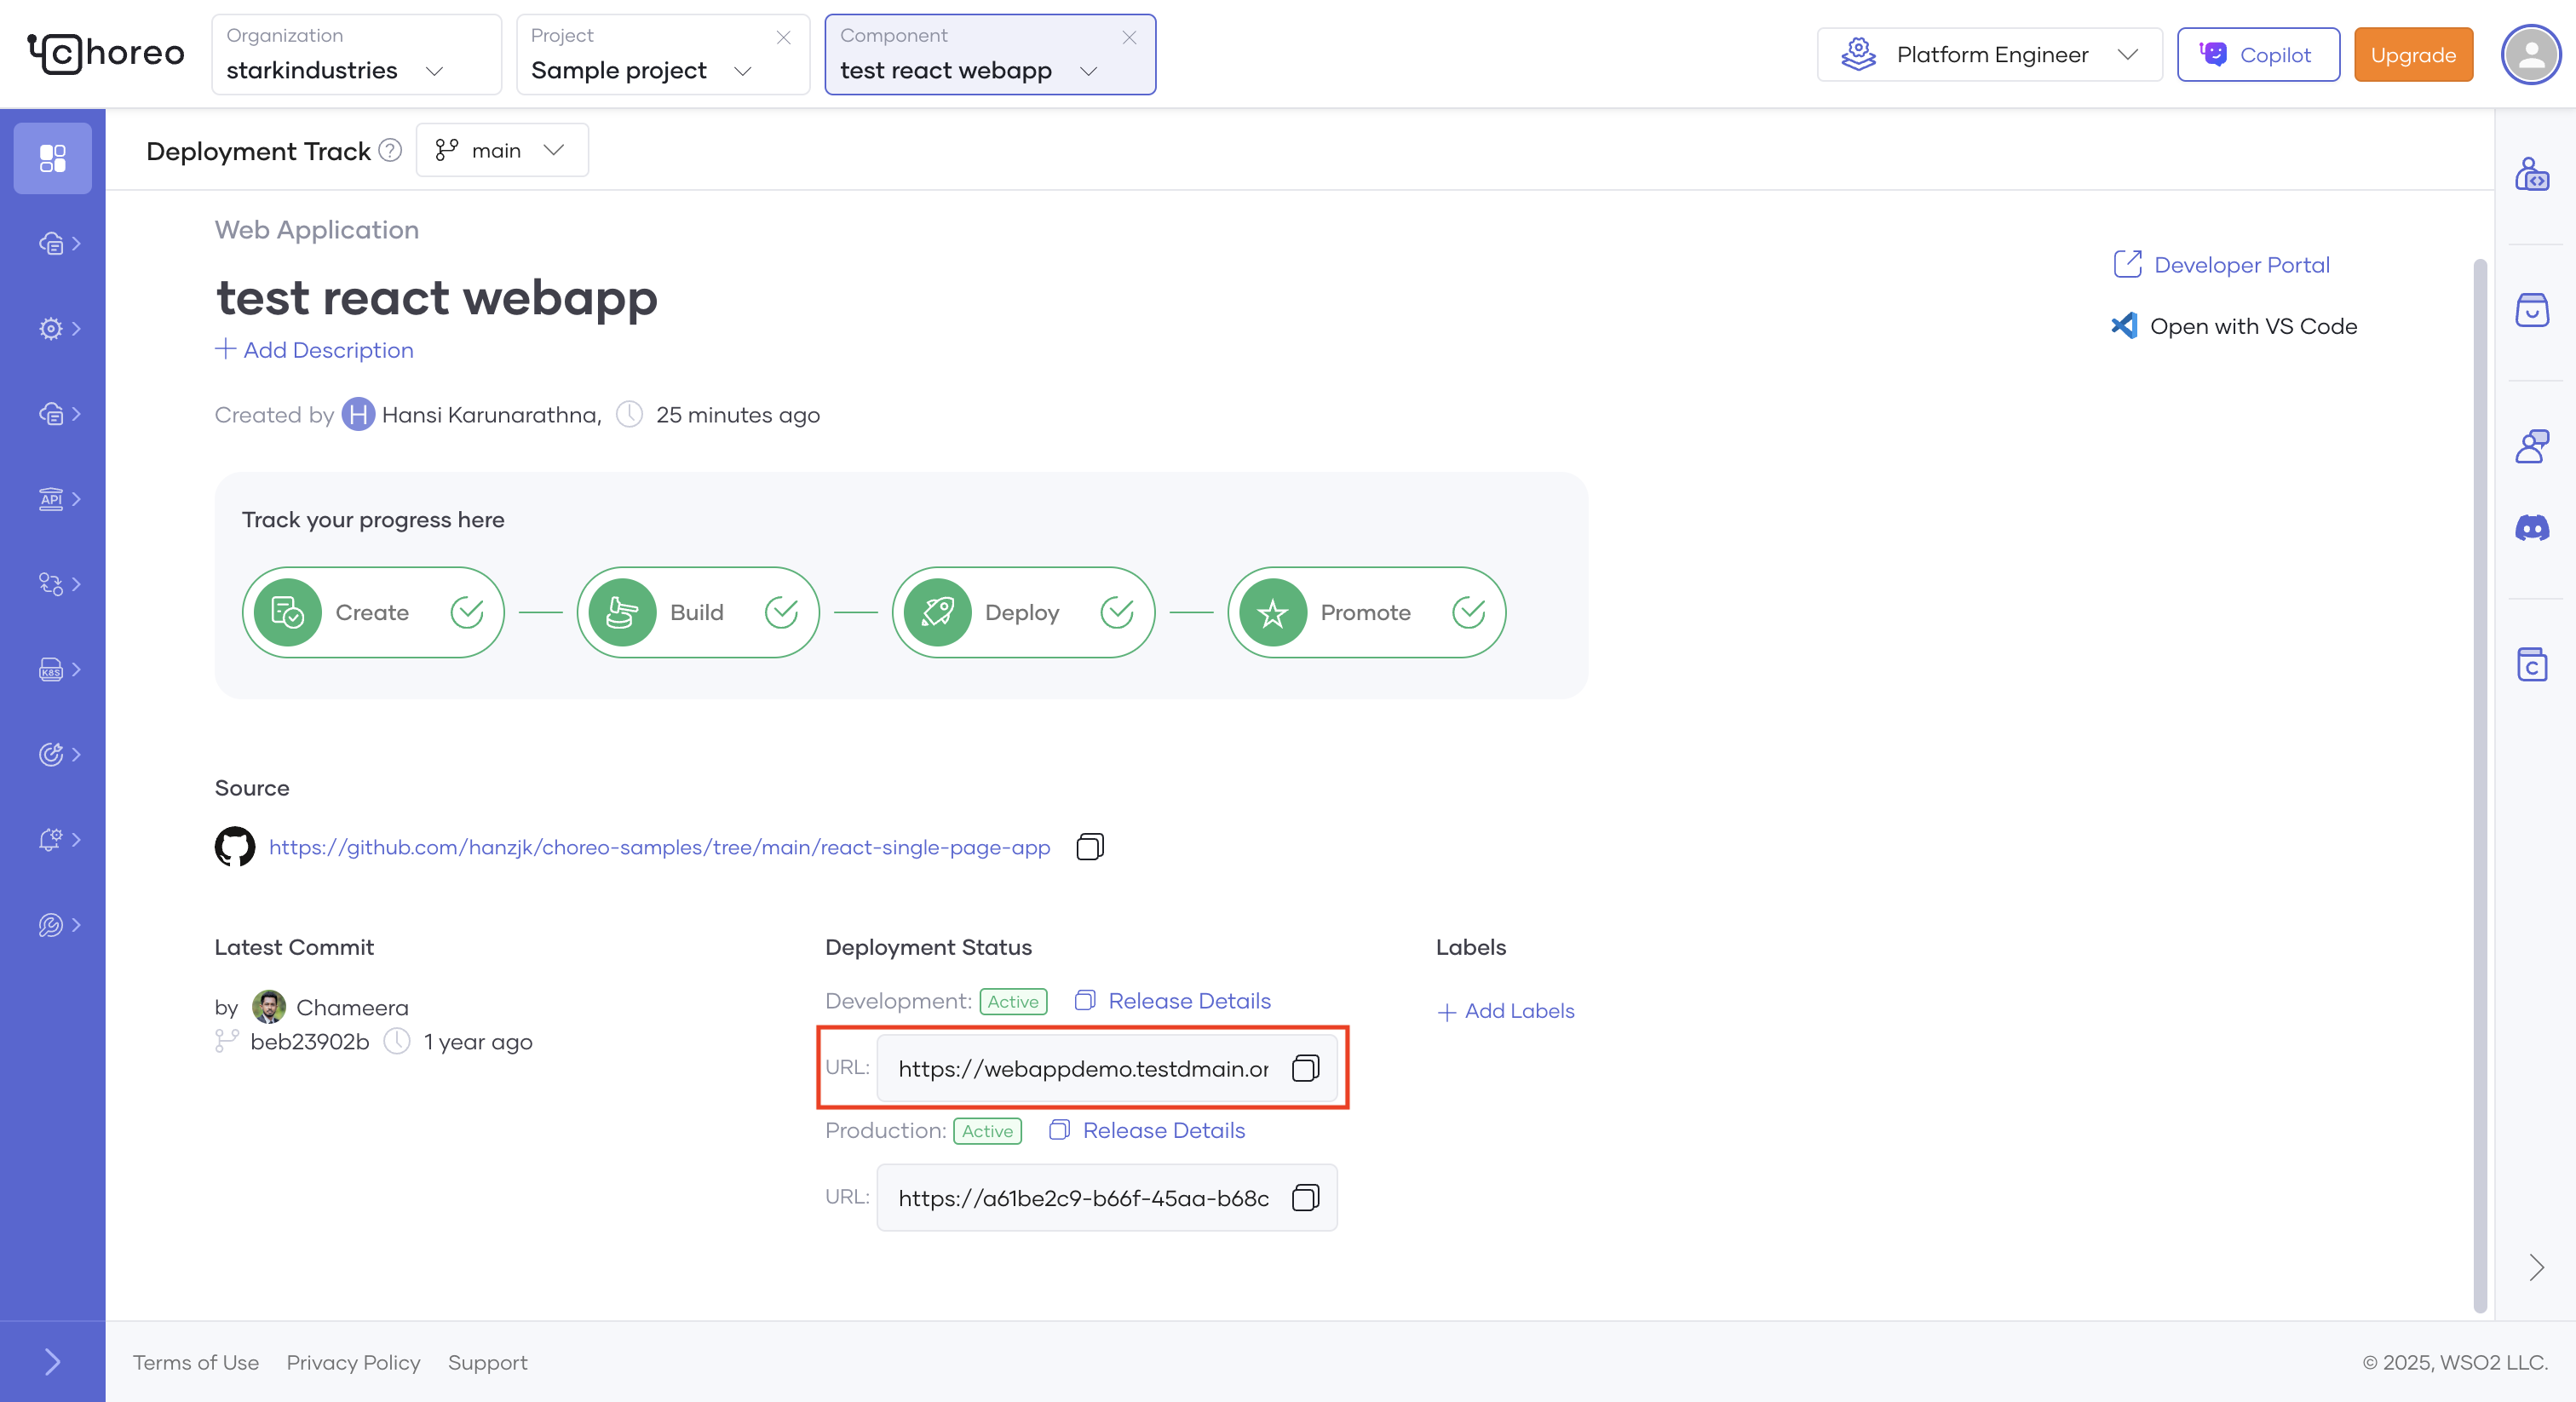 choreo
Organization
starkindustries
Project
Sample project
Component
test react webapp
Platform Engineer
Copilot
Upgrade
Deployment Track
?
main
Web Application
test react webapp
Add Description
Developer Portal
Open with VS Code
Created by H Hansi Karunarathna, 25 minutes ago
Track your progress here
Create
Build
Deploy
Promote
API
K8S
Source
https://github.com/hanzjk/choreo-samples/tree/main/react-single-page-app
Latest Commit
by Chameera
beb23902b 1 year ago
Deployment Status
Development: Active Release Details
URL: https://webappdemo.testdmain.or
Production: Active Release Details
URL: https://a61be2c9-b66f-45aa-b68c
Labels
Add Labels
C
Terms of Use Privacy Policy Support
© 2025, WSO2 LLC.